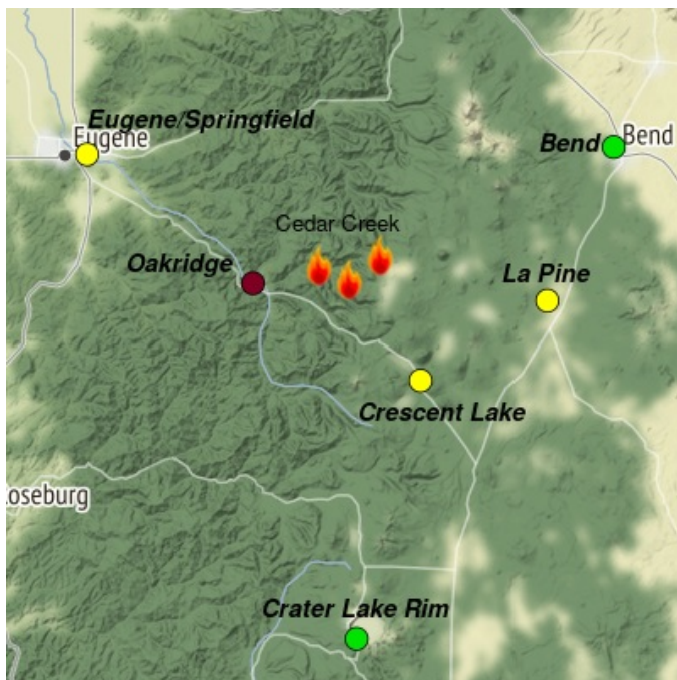 Eugene/Springfield
Eugene
Bend
Bend
Cedar Creek
Oakridge
La Pine
Crescent Lake
oseburg
Crater Lake Rim